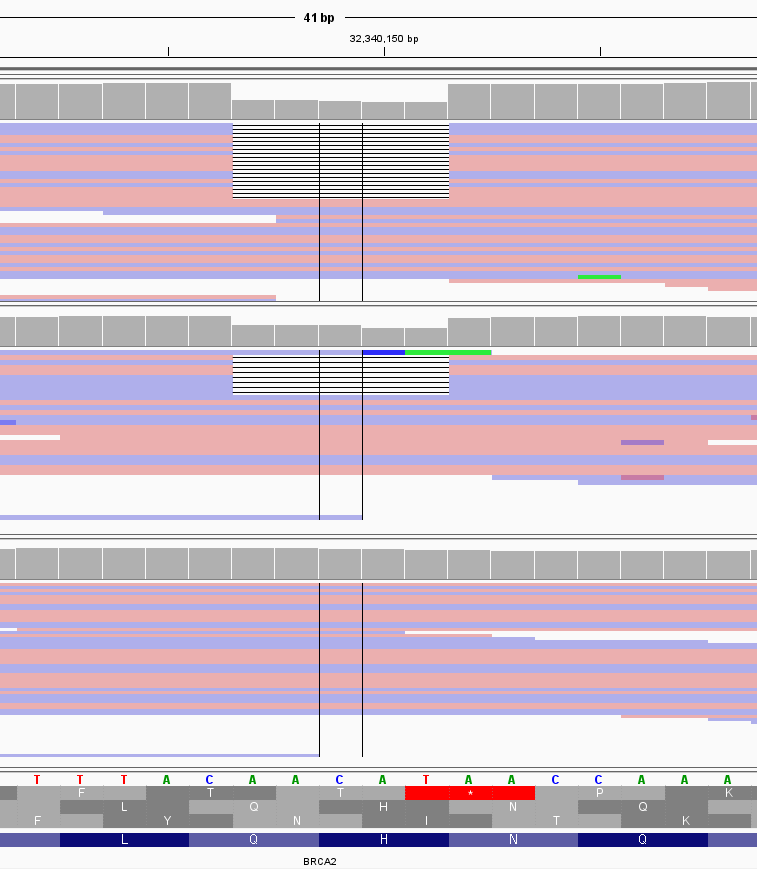 41 bp
32,340,150 bp
T T T A C A A C A T A A C C A A A
F T T * P K
L Q H N Q
F Y N I T K
L Q H N Q
BRCA2